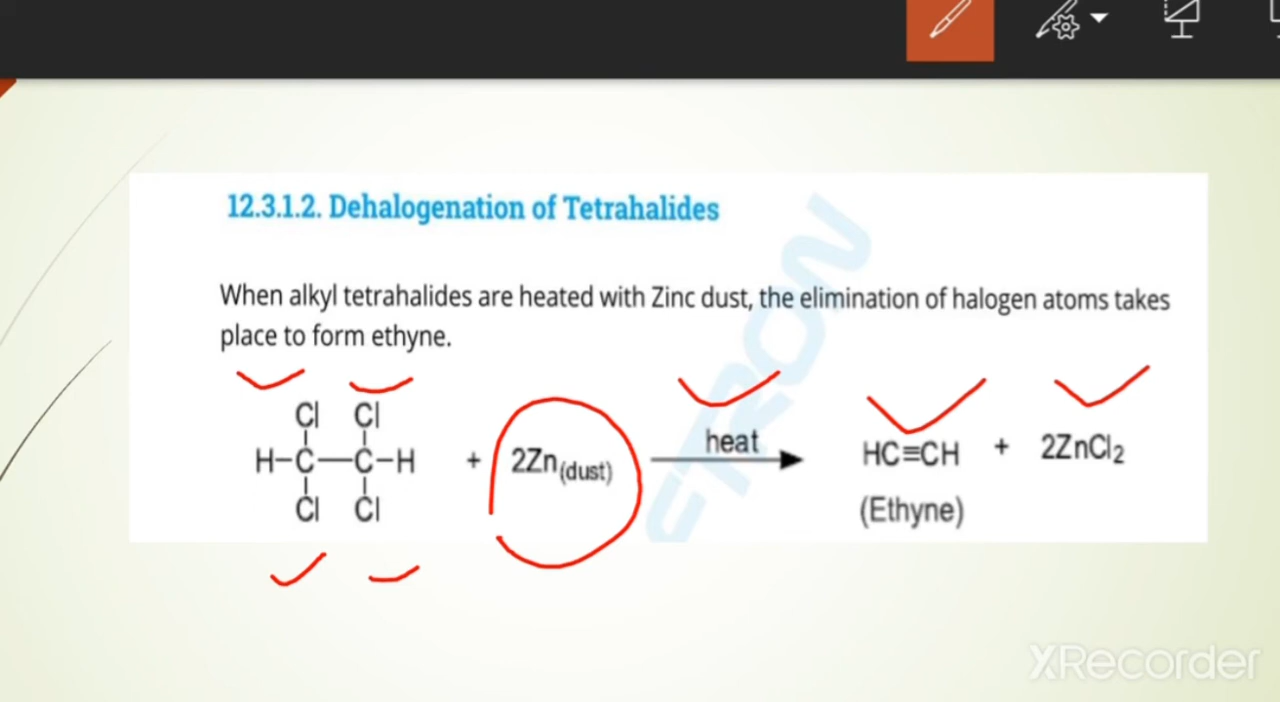 12.3.1.2. Dehalogenation of Tetrahalides
When alkyl tetrahalides are heated with Zinc dust, the elimination of halogen atoms takes
place to form ethyne.
Cl Cl
H–C—C–H + 2Zn(dust) heat HC≡CH + 2ZnCl2
Cl Cl
(Ethyne)
XRecorder